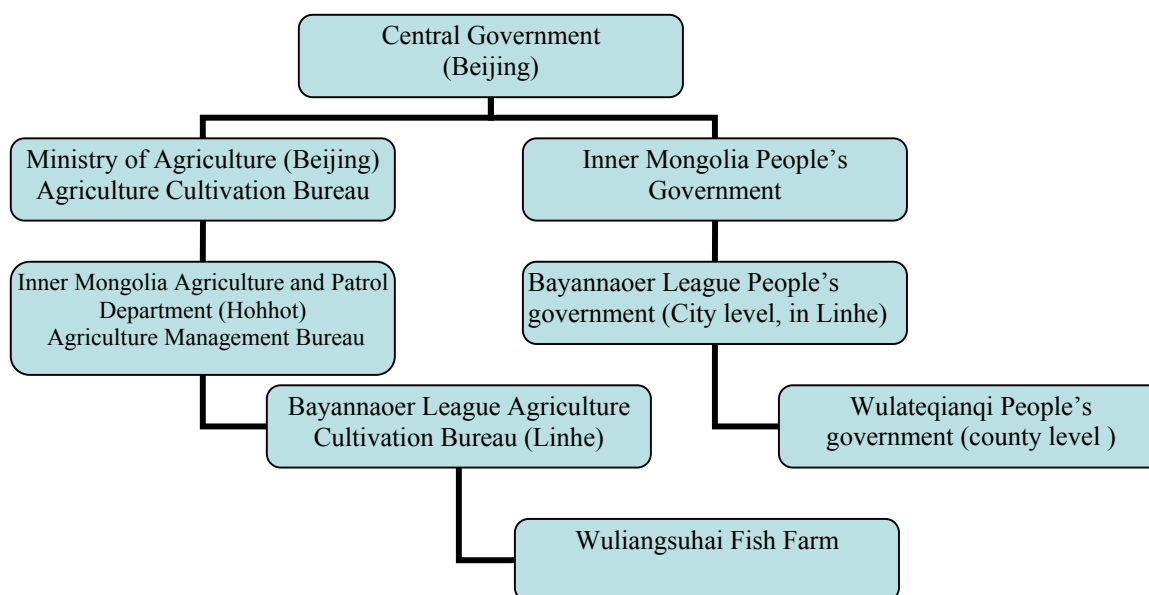 Central Government
(Beijing)
Ministry of Agriculture (Beijing)
Agriculture Cultivation Bureau
Inner Mongolia People’s
Government
Inner Mongolia Agriculture and Patrol
Department (Hohhot)
Agriculture Management Bureau
Bayannaoer League People’s
government (City level, in Linhe)
Bayannaoer League Agriculture
Cultivation Bureau (Linhe)
Wulateqianqi People’s
government (county level )
Wuliangsuhai Fish Farm